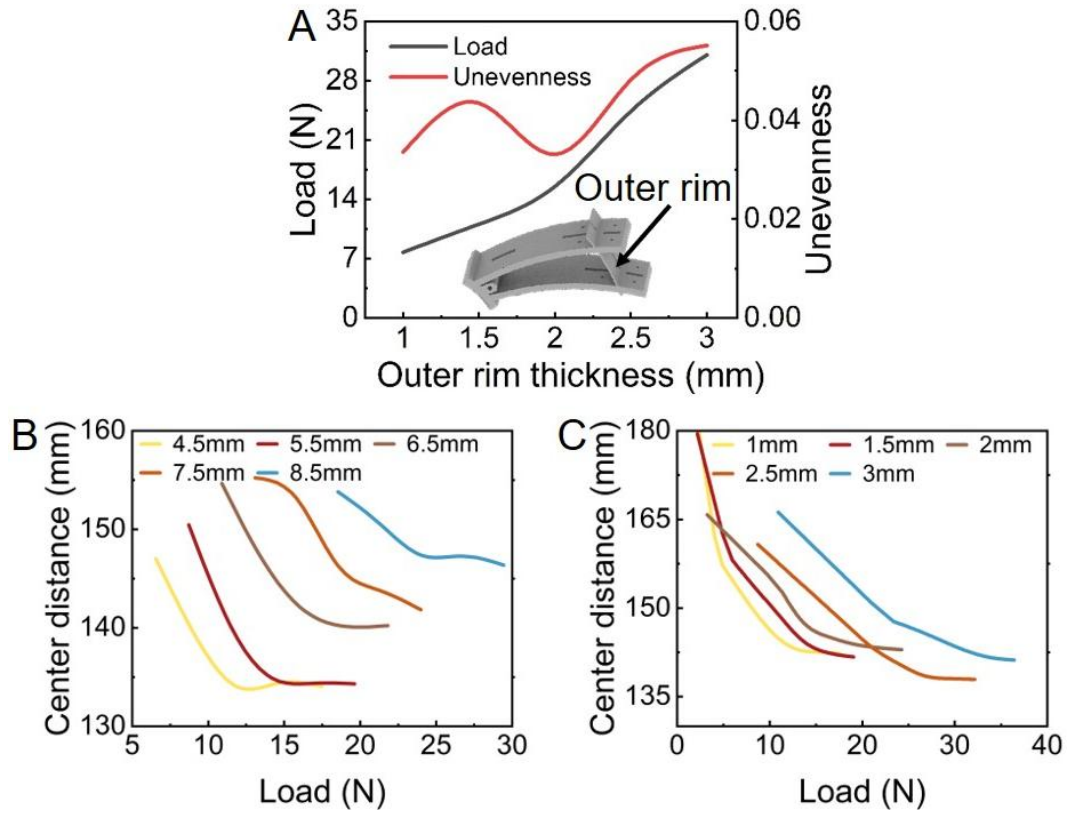 A
Load
Unevenness
Load (N)
35
28
21
14
7
0
Unevenness
0.06
0.04
0.02
0.00
Outer rim
1 1.5 2 2.5 3
Outer rim thickness (mm)
B
4.5mm 5.5mm 6.5mm
7.5mm 8.5mm
Center distance (mm)
160
150
140
130
5 10 15 20 25 30
Load (N)
C
1mm 1.5mm 2mm
2.5mm 3mm
Center distance (mm)
180
165
150
135
0 10 20 30 40
Load (N)